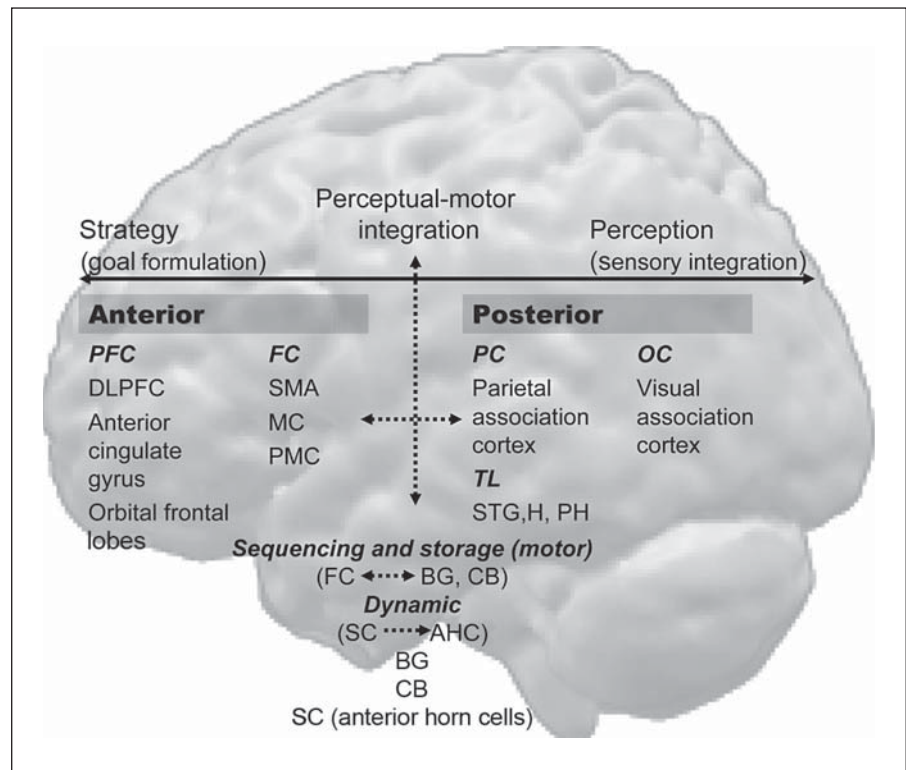 Perceptual-motor
integration
Strategy
(goal formulation)
Perception
(sensory integration)
Anterior
PFC
DLPFC
Anterior
cingulate
gyrus
Orbital frontal
lobes
FC
SMA
MC
PMC
Posterior
PC
Parietal
association
cortex
TL
STG,H, PH
OC
Visual
association
cortex
Sequencing and storage (motor)
(FC BG, CB)
Dynamic
(SC AHC)
BG
CB
SC (anterior horn cells)